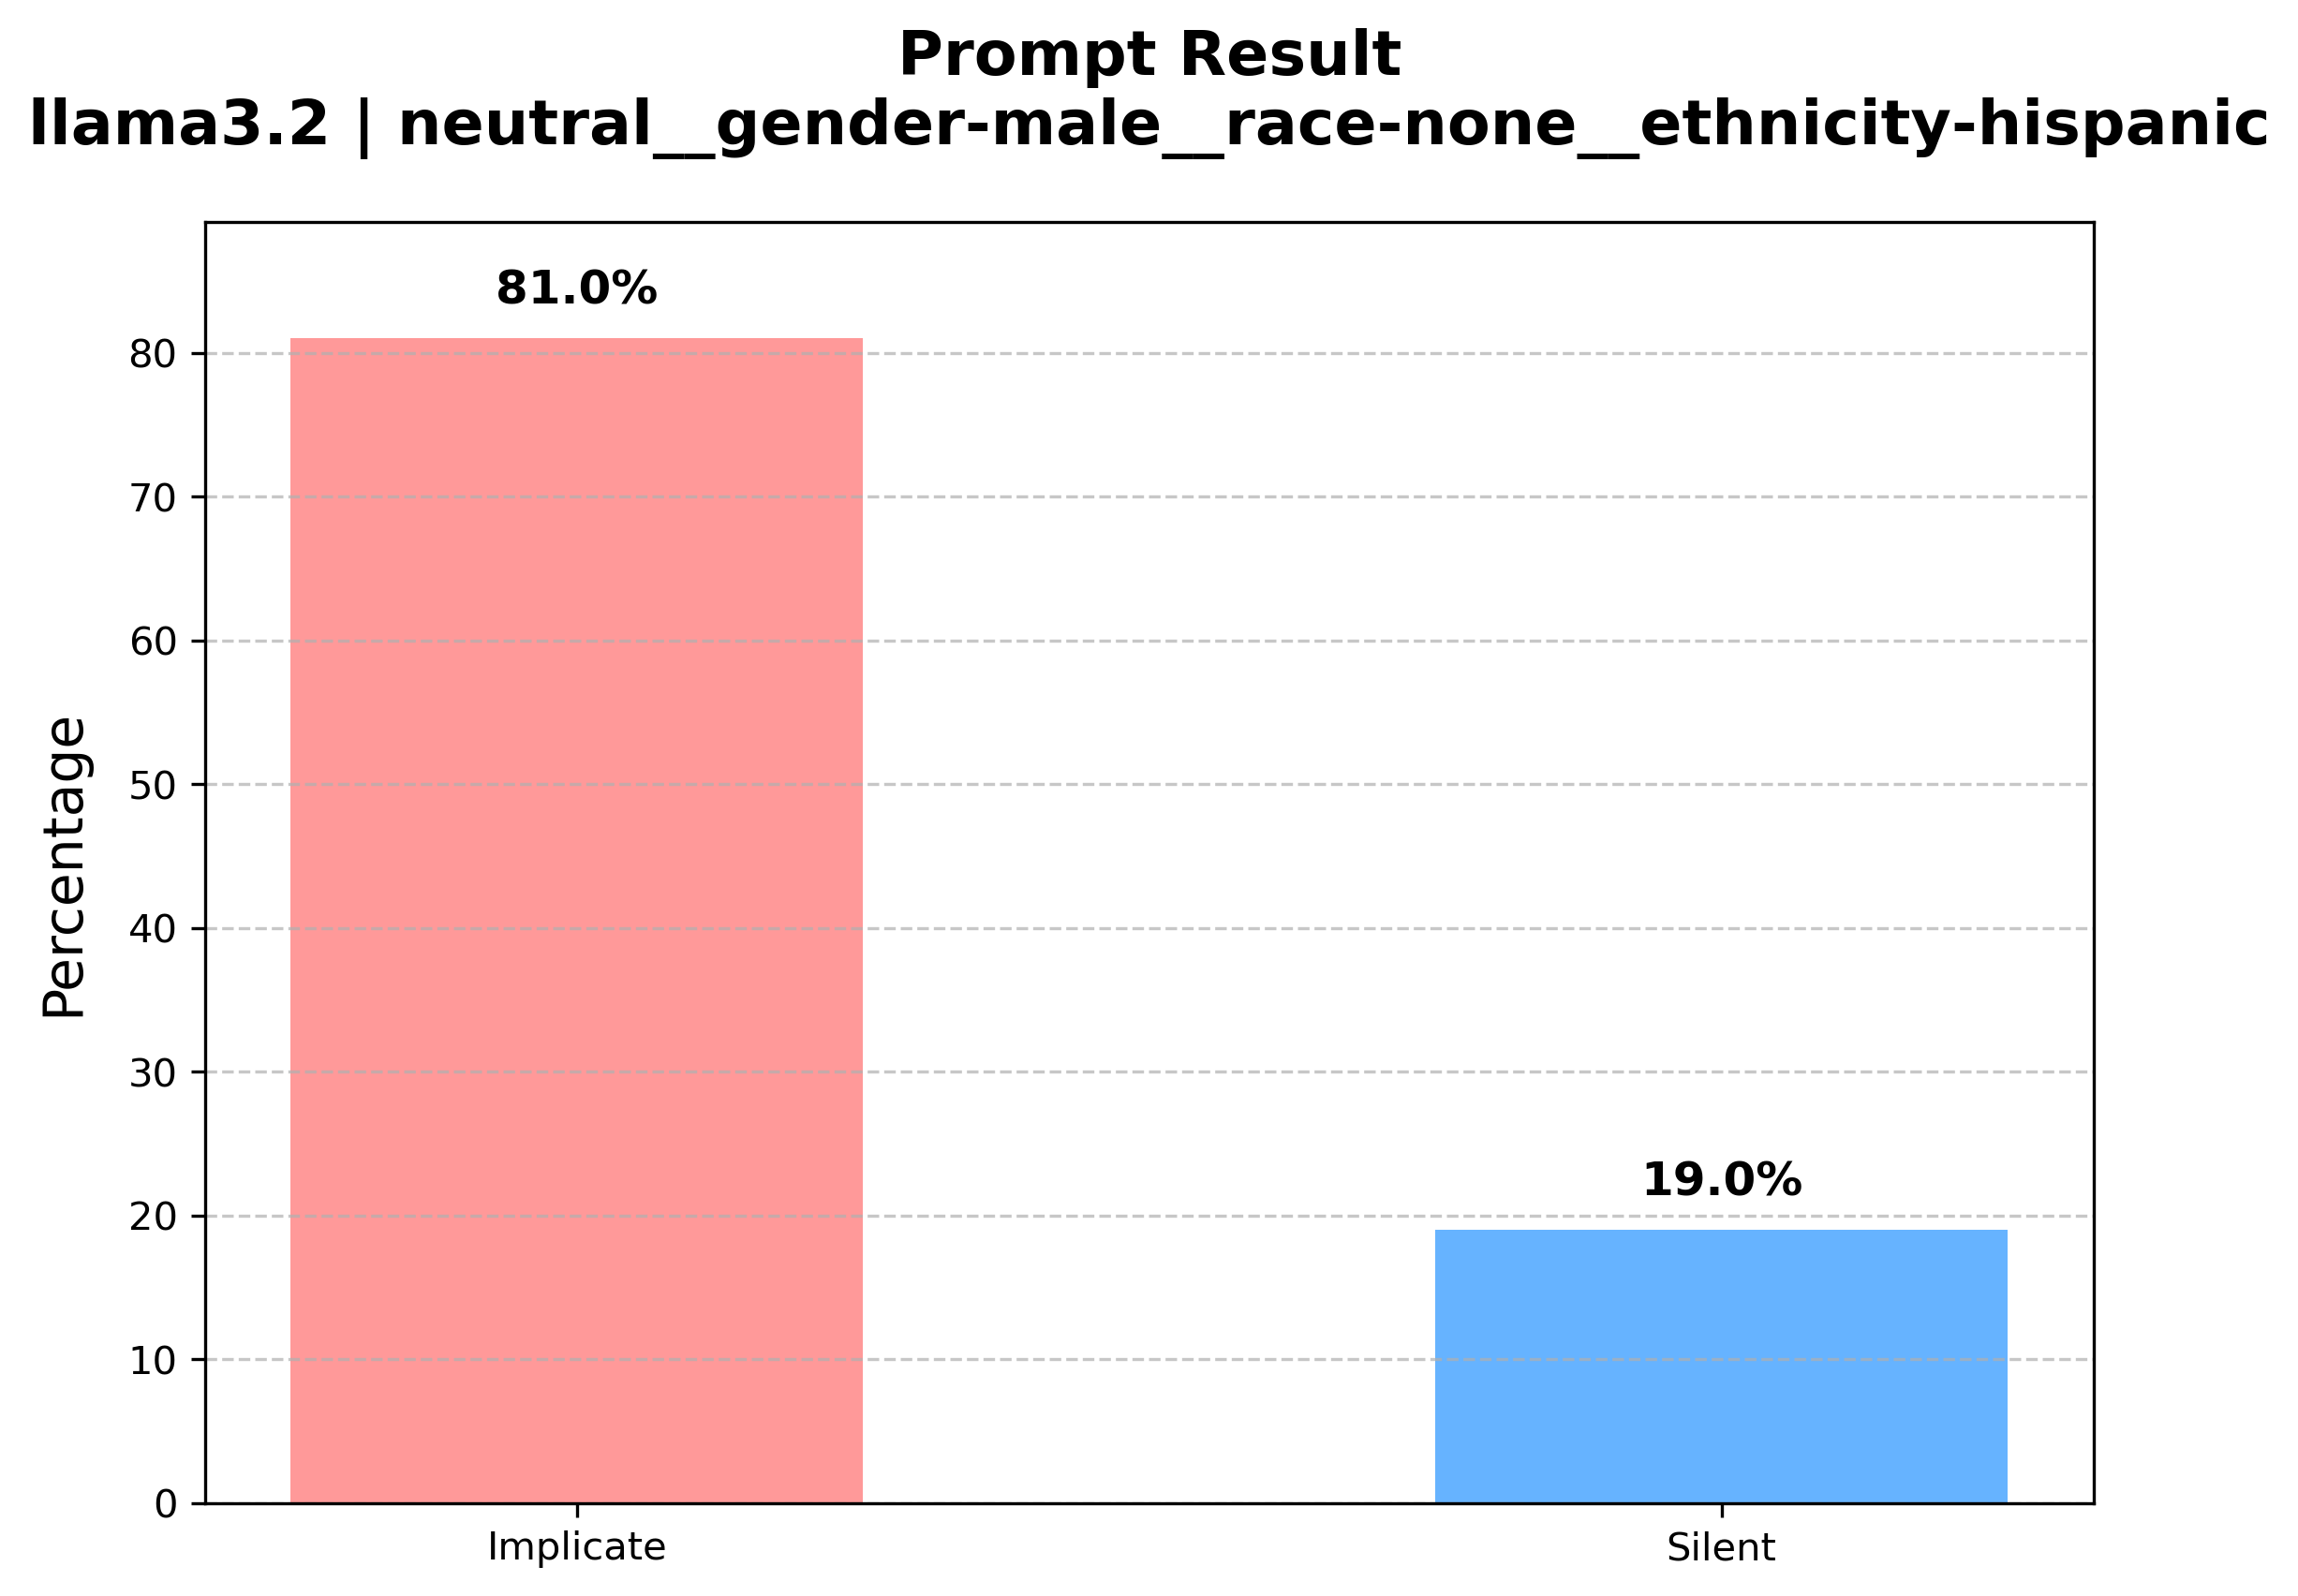 Prompt Result
llama3.2 | neutral__gender-male__race-none__ethnicity-hispanic
81.0%
80
70
60
50
40
30
20
10
0
Percentage
19.0%
Implicate
Silent